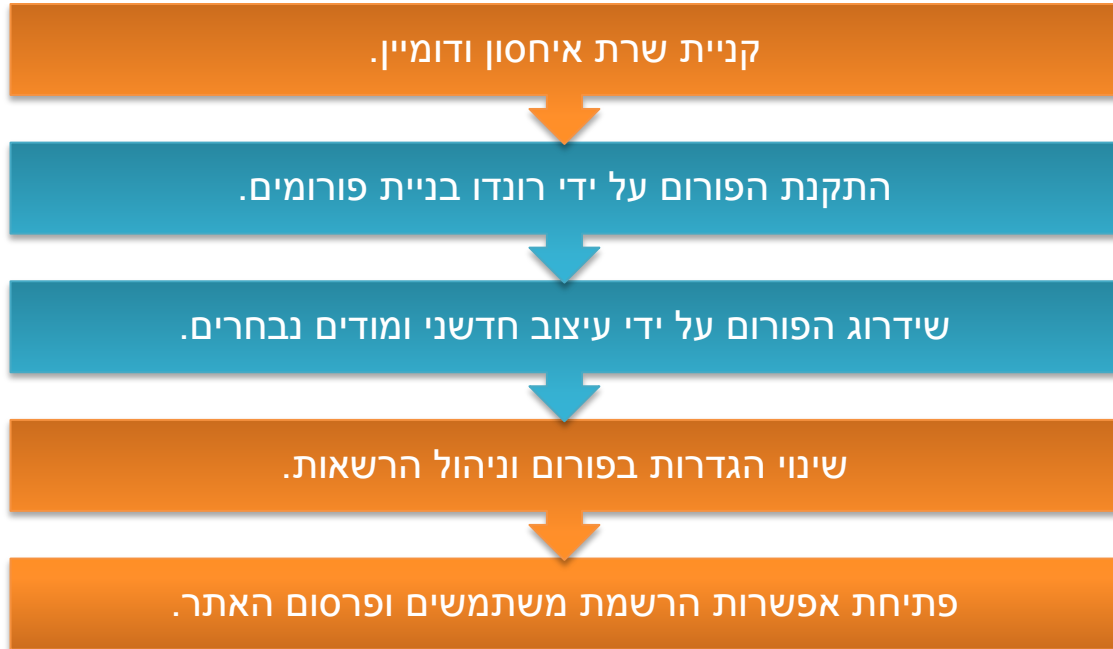 קניית שרת איחסון ודומיין.
התקנת הפורום על ידי רונדו בניית פורומים.
שידרוג הפורום על ידי עיצוב חדשני ומודים נבחרים.
שינוי הגדרות בפורום וניהול הרשאות.
פתיחת אפשרות הרשמת משתמשים ופרסום האתר.